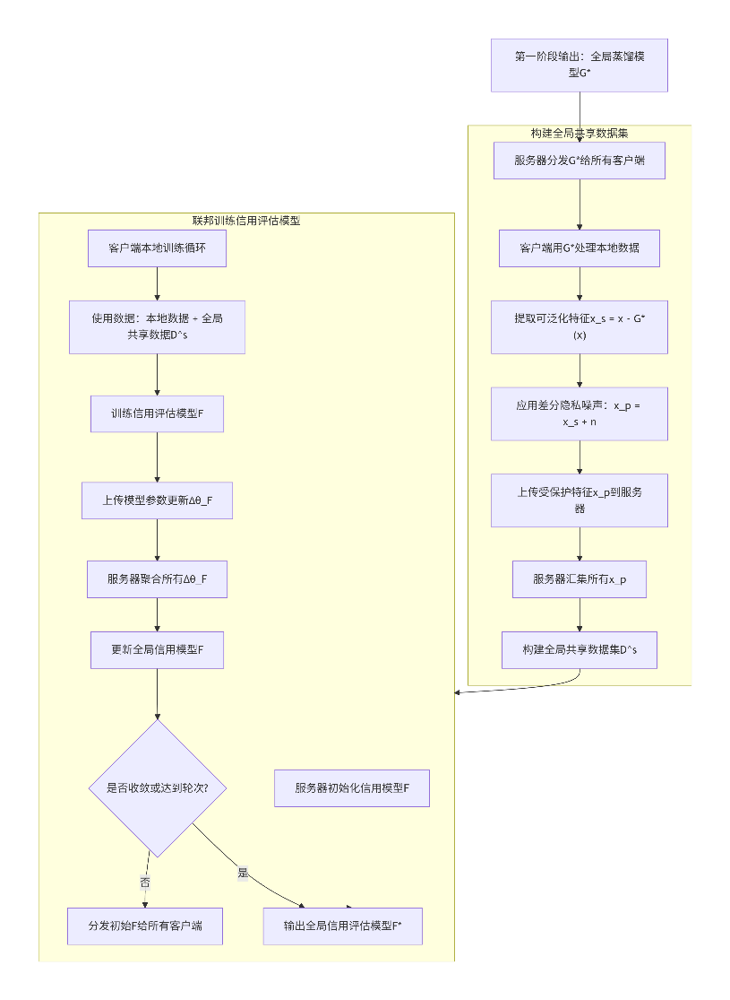 第一阶段输出：全局蒸馏模
型G*
构建全局共享数据集
服务器分发G*给所有客户端
客户端用G*处理本地数据
提取可泛化特征x_s = x - G*
(x)
应用差分隐私噪声：x_p =
x_s + n
上传受保护特征x_p到服务
器
服务器汇集所有x_p
构建全局共享数据集D^s
联邦训练信用评估模型
客户端本地训练循环
使用数据：本地数据 + 全局
共享数据D^s
训练信用评估模型F
上传模型参数更新Δθ_F
服务器聚合所有Δθ_F
更新全局信用模型F
是否收敛或达到轮次?
服务器初始化信用模型F
否
是
分发初始F给所有客户端
输出全局信用评估模型F*